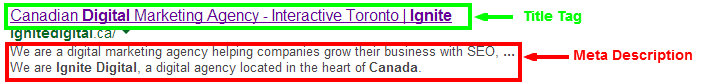 Canadian Digital Marketing Agency - Interactive Toronto | Ignite
Title Tag
ignitedigital.ca/
We are a digital marketing agency helping companies grow their business with SEO, ...
We are Ignite Digital, a digital agency located in the heart of Canada.
Meta Description